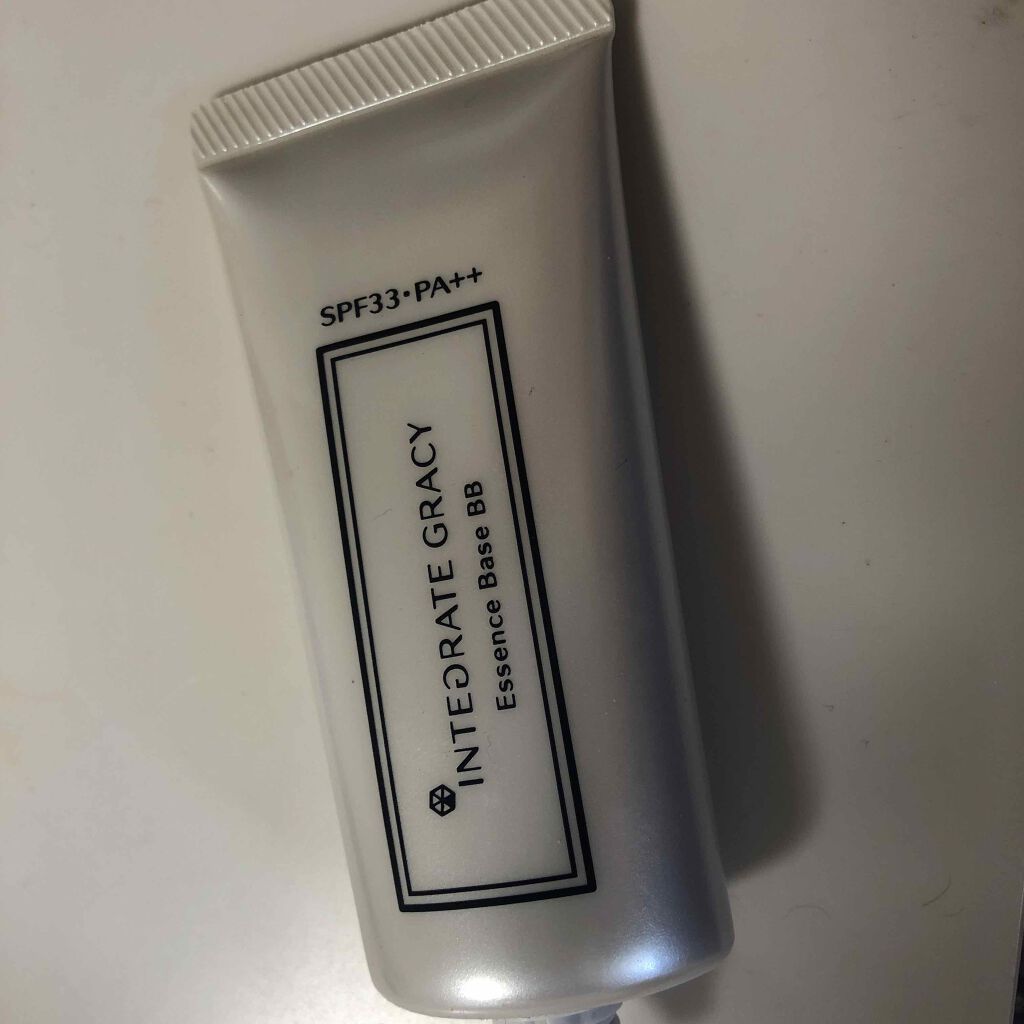 SPF33·PA++
INTEGRATE GRACY
Essence Base BB